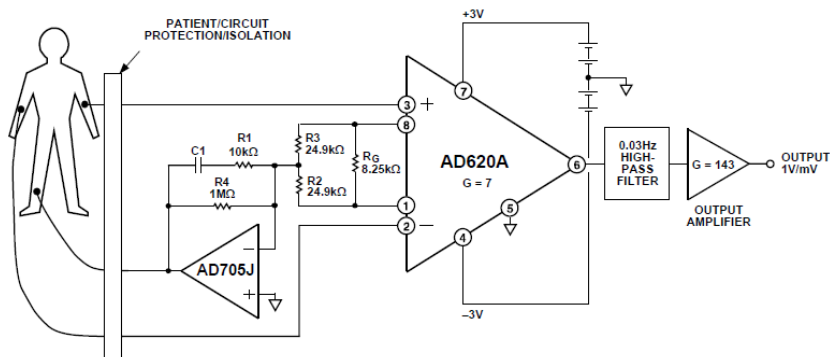 PATIENT/CIRCUIT
PROTECTION/ISOLATION
+3V
C1
R1
10kΩ
R4
1MΩ
R3
24.9kΩ
R2
24.9kΩ
RG
8.25kΩ
3
+
8
1
2
–
7
AD620A
G = 7
6
5
4
–3V
AD705J
–
+
0.03Hz
HIGH-
PASS
FILTER
G = 143
OUTPUT
AMPLIFIER
OUTPUT
1V/mV